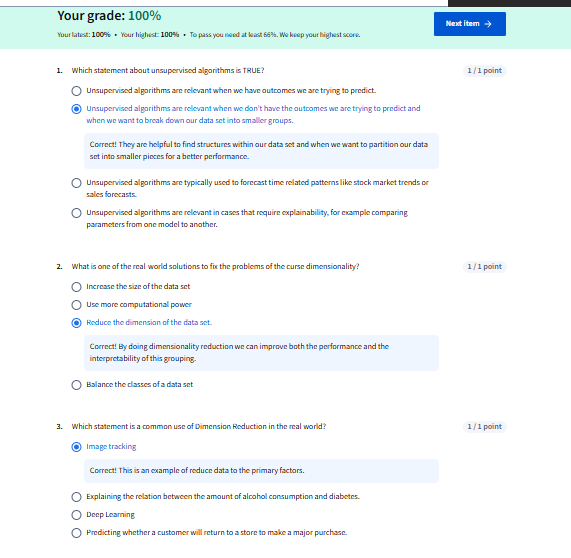 Your grade: 100%
Your latest: 100% • Your highest: 100% • To pass you need at least 66%. We keep your highest score.
Next item →
1. Which statement about unsupervised algorithms is TRUE?
1 / 1 point
Unsupervised algorithms are relevant when we have outcomes we are trying to predict.
Unsupervised algorithms are relevant when we don't have the outcomes we are trying to predict and
when we want to break down our data set into smaller groups.
Correct! They are helpful to find structures within our data set and when we want to partition our data
set into smaller pieces for a better performance.
Unsupervised algorithms are typically used to forecast time related patterns like stock market trends or
sales forecasts.
Unsupervised algorithms are relevant in cases that require explainability, for example comparing
parameters from one model to another.
2. What is one of the real-world solutions to fix the problems of the curse dimensionality?
1 / 1 point
Increase the size of the data set
Use more computational power
Reduce the dimension of the data set.
Correct! By doing dimensionality reduction we can improve both the performance and the
interpretability of this grouping.
Balance the classes of a data set
3. Which statement is a common use of Dimension Reduction in the real world?
1 / 1 point
Image tracking
Correct! This is an example of reduce data to the primary factors.
Explaining the relation between the amount of alcohol consumption and diabetes.
Deep Learning
Predicting whether a customer will return to a store to make a major purchase.